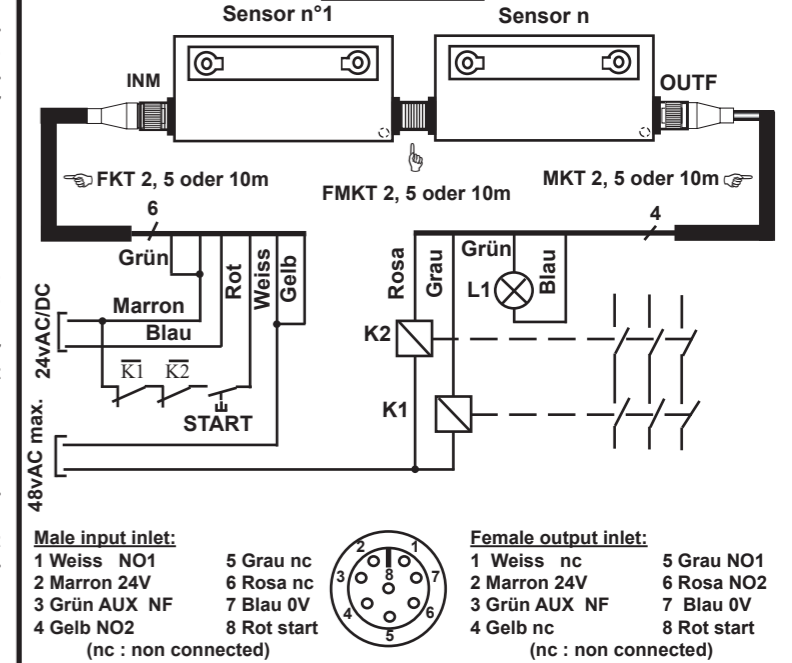 Sensor n°1
Sensor n
INM
OUTF
FKT 2, 5 oder 10m
FMKT 2, 5 oder 10m
MKT 2, 5 oder 10m
6
4
Grün
Rot
Weiss
Gelb
Marron
Blau
24vAC/DC
K1 K2
START
48vAC max.
Rosa
Grau
Grün
Blau
L1
K2
K1
Male input inlet:
1 Weiss NO1
2 Marron 24V
3 Grün AUX NF
4 Gelb NO2
5 Grau nc
6 Rosa nc
7 Blau 0V
8 Rot start
(nc : non connected)
2 1
3 8 7
4 6
5
Female output inlet:
1 Weiss nc
2 Marron 24V
3 Grün AUX NF
4 Gelb nc
5 Grau NO1
6 Rosa NO2
7 Blau 0V
8 Rot start
(nc : non connected)